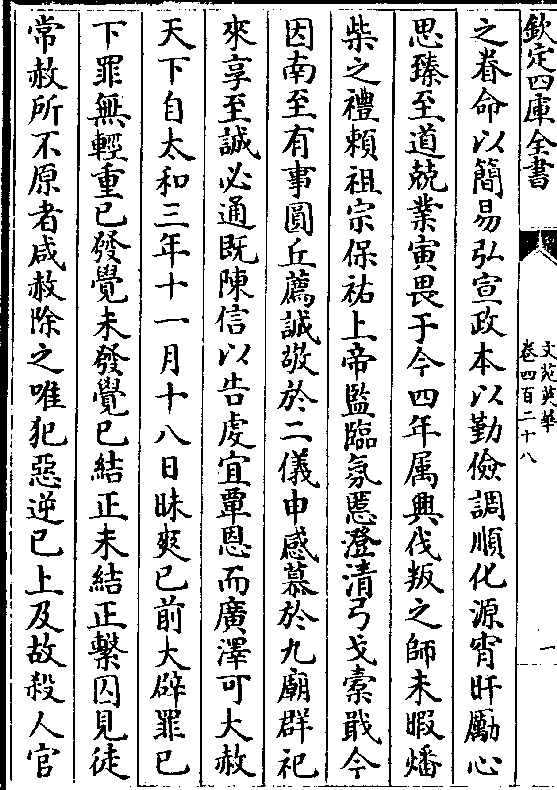 欽定四庫全書
文苑英華
卷四百二十八
一
之眷命以簡易弘宣政本以勤儉調順化源宵旰勵心
思臻至道兢業寅畏于今四年属興伐叛之師未暇燔
柴之禮賴祖宗保祐上帝監臨氛慝澄清弓戈櫜戢今
因南至有事圓丘薦誠敬於二儀申感慕於九廟群祀
來享至誠必通既陳信以告虔宜覃恩而廣澤可大赦
天下自太和三年十一月十八日昧爽已前大辟罪已
下罪無輕重已發覺未發覺已結正未結正繫囚見徒
常赦所不原者咸赦除之唯犯惡逆已上及故殺人官